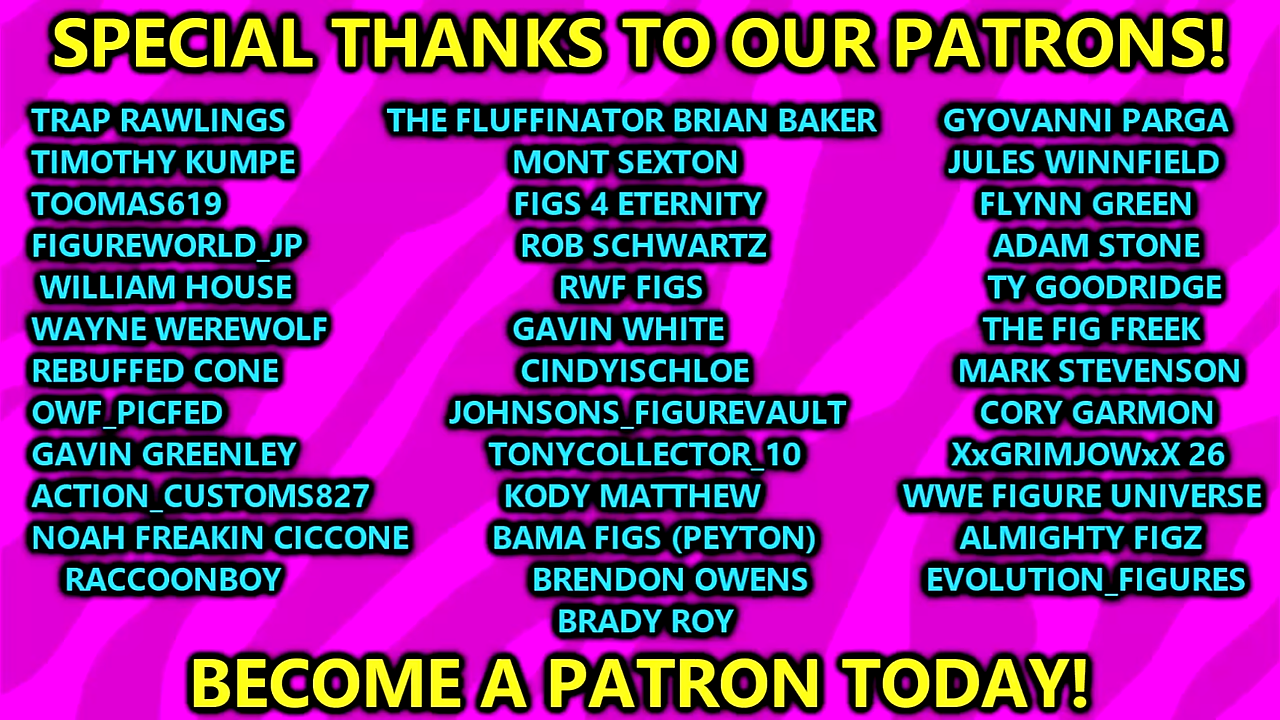 SPECIAL THANKS TO OUR PATRONS!
TRAP RAWLINGS
TIMOTHY KUMPE
TOOMAS619
FIGUREWORLD_JP
WILLIAM HOUSE
WAYNE WEREWOLF
REBUFFED CONE
OWF_PICFED
GAVIN GREENLEY
ACTION_CUSTOMS827
NOAH FREAKIN CICCONE
RACCOONBOY
THE FLUFFINATOR BRIAN BAKER
MONT SEXTON
FIGS 4 ETERNITY
ROB SCHWARTZ
RWF FIGS
GAVIN WHITE
CINDYISCHLOE
JOHNSONS_FIGUREVAULT
TONYCOLLECTOR_10
KODY MATTHEW
BAMA FIGS (PEYTON)
BRENDON OWENS
BRADY ROY
GYOVANNI PARGA
JULES WINNFIELD
FLYNN GREEN
ADAM STONE
TY GOODRIDGE
THE FIG FREEK
MARK STEVENSON
CORY GARMON
XxGRIMJOWxX 26
WWE FIGURE UNIVERSE
ALMIGHTY FIGZ
EVOLUTION_FIGURES
BECOME A PATRON TODAY!